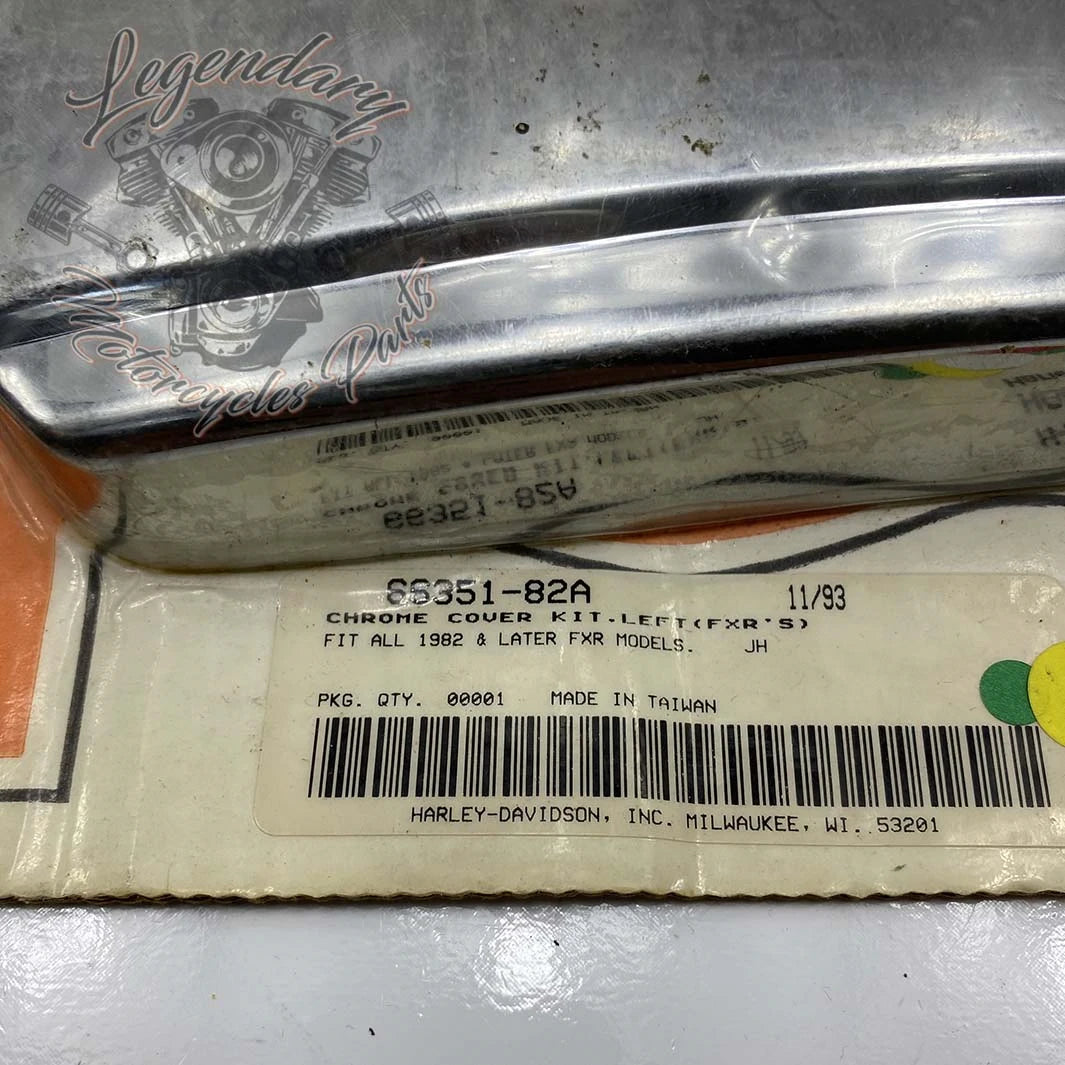 Legendary
Motorcycles Parts
66351-82A
11/93
CHROME COVER KIT.LEFT(FXR'S)
FIT ALL 1982 & LATER FXR MODELS. JH
PKG. QTY. 00001 MADE IN TAIWAN
HARLEY-DAVIDSON, INC. MILWAUKEE, WI. 53201